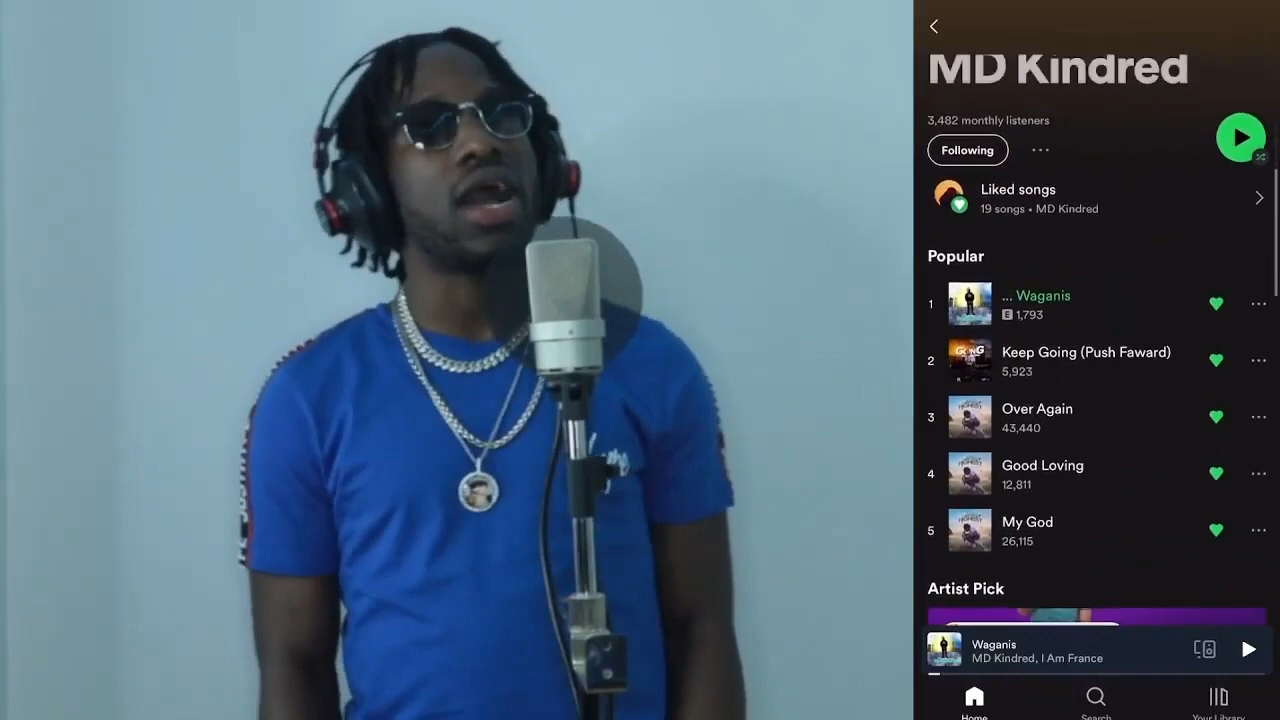 MD Kindred
3,482 monthly listeners
Following
Liked songs
19 songs • MD Kindred
Popular
1
... Waganis
E 1,793
2
Keep Going (Push Faward)
5,923
3
Over Again
43,440
4
Good Loving
12,811
5
My God
26,115
Artist Pick
Waganis
MD Kindred, I Am France
Home
Search
Your Library